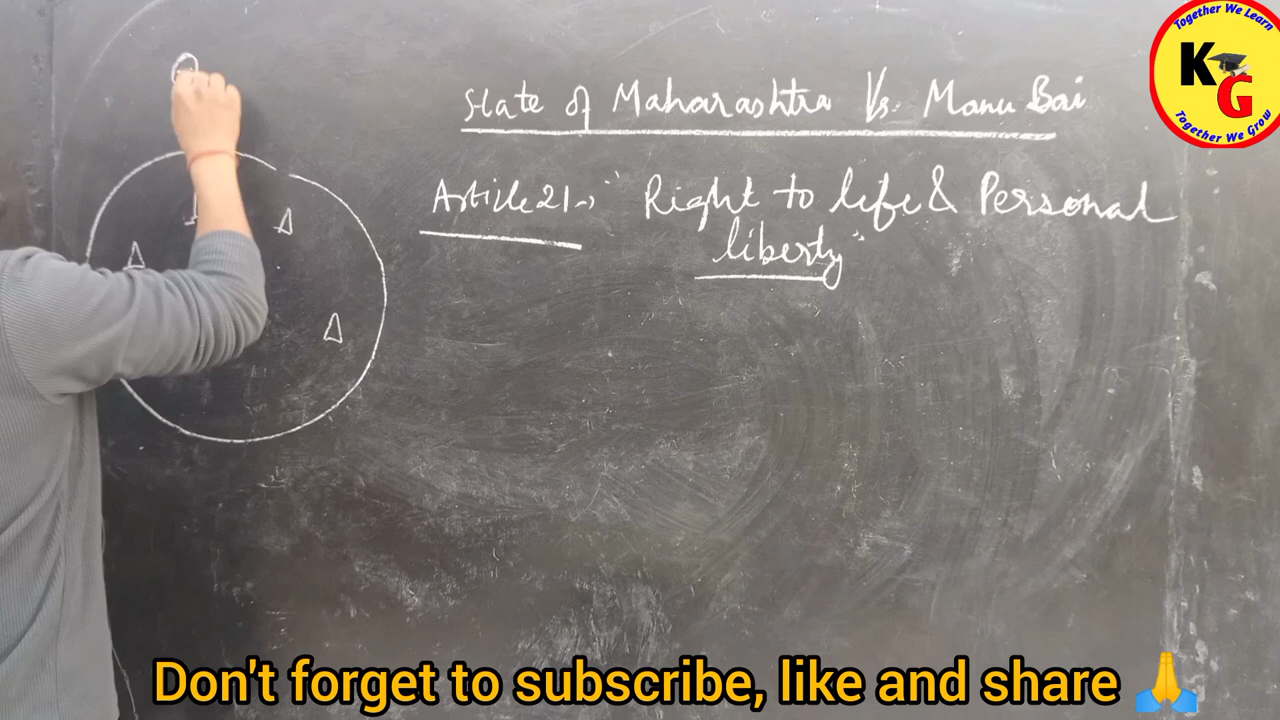 Together We Learn
KG
Together We Grow
State of Maharashtra Vs. Manu Bai
Article 21 -> " Right to life & Personal
liberty "
Don't forget to subscribe, like and share 🙏